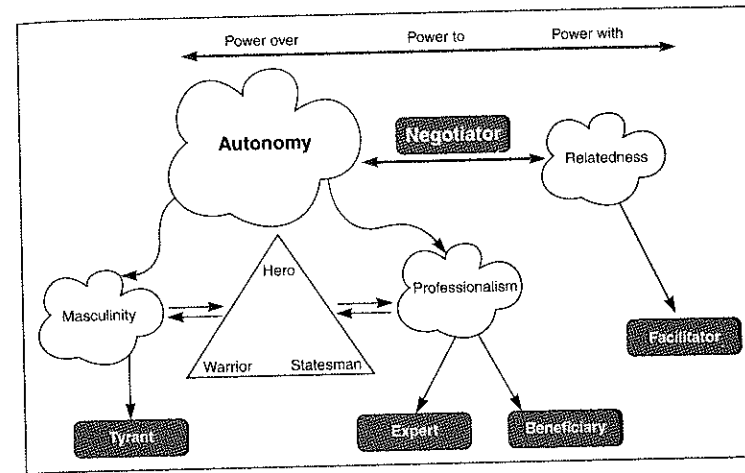 Power over Power to Power with
Autonomy
Negotiator
Relatedness
Hero
Professionalism
Masculinity
Warrior Statesman
Facilitator
Tyrant
Expert
Beneficiary